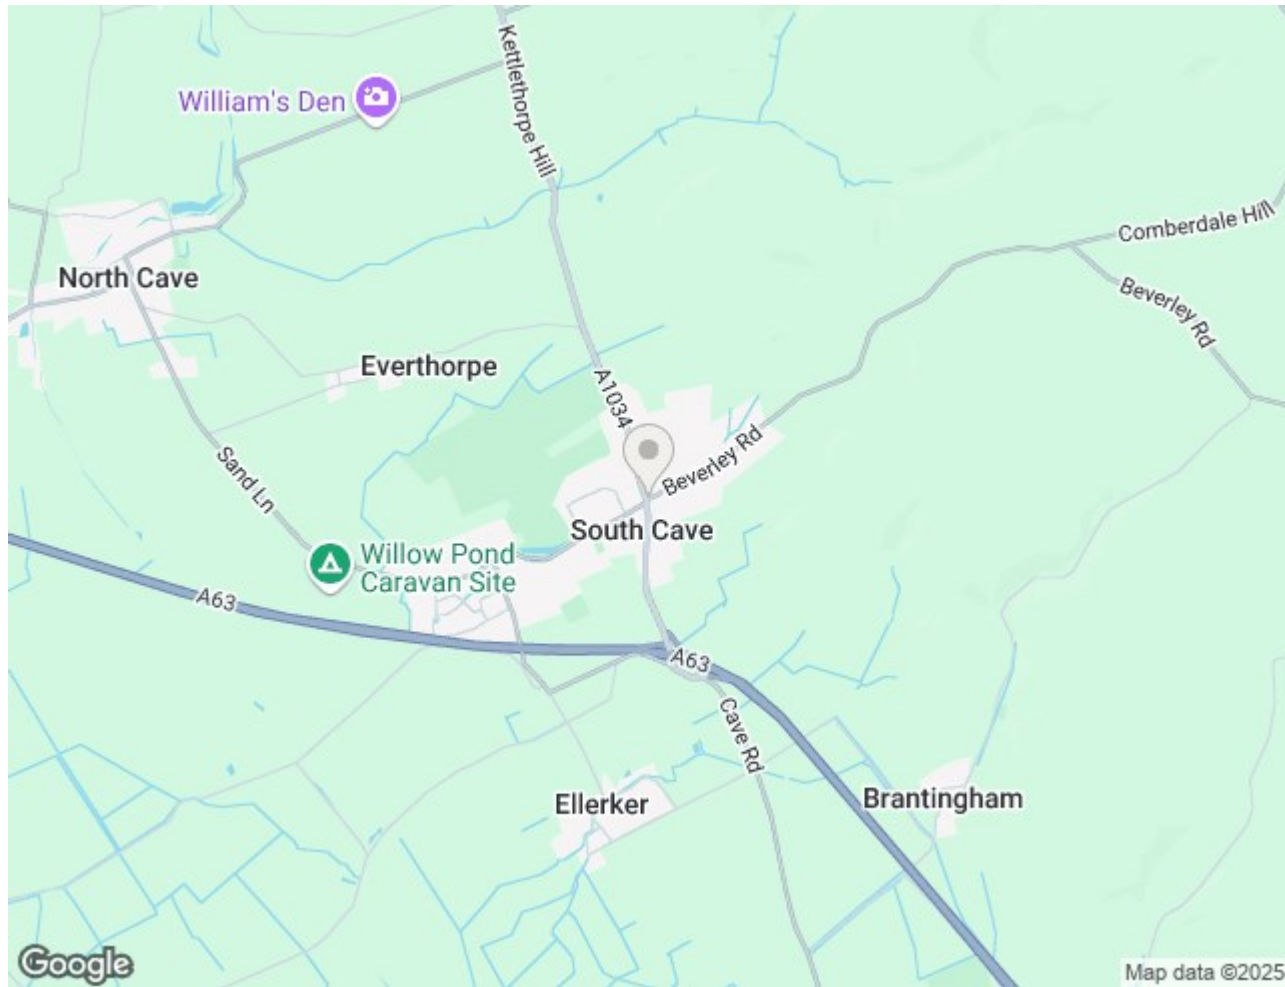 Kettlethorpe Hill
William's Den
Comberdale Hill
North Cave
Beverley Rd
Everthorpe
A1034
Beverley Rd
Sand Ln
South Cave
Willow Pond
Caravan Site
A63
A63
Cave Rd
Ellerker
Brantingham
Google
Map data ©2025